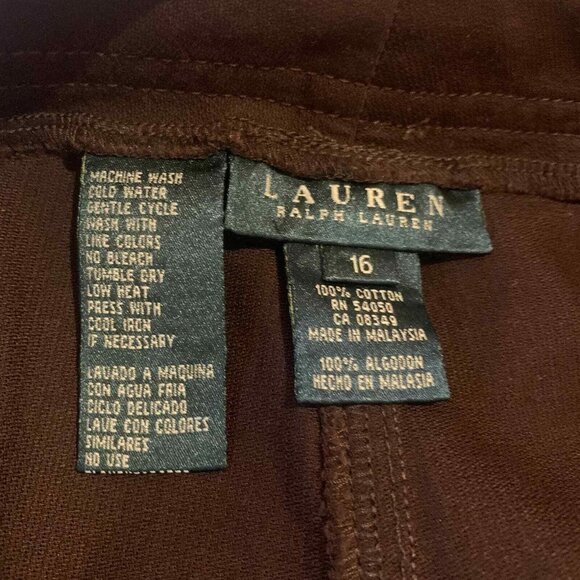 MACHINE WASH
COLD WATER
GENTLE CYCLE
WASH WITH
LIKE COLORS
NO BLEACH
TUMBLE DRY
LOW HEAT
PRESS WITH
COOL IRON
IF NECESSARY
LAVADO A MAQUINA
CON AGUA FRIA
CICLO DELICADO
LAVE CON COLORES
SIMILARES
NO USE
LAUREN
RALPH LAUREN
16
100% COTTON
RN 54050
CA 08349
MADE IN MALAYSIA
100% ALGODON
HECHO EN MALASIA